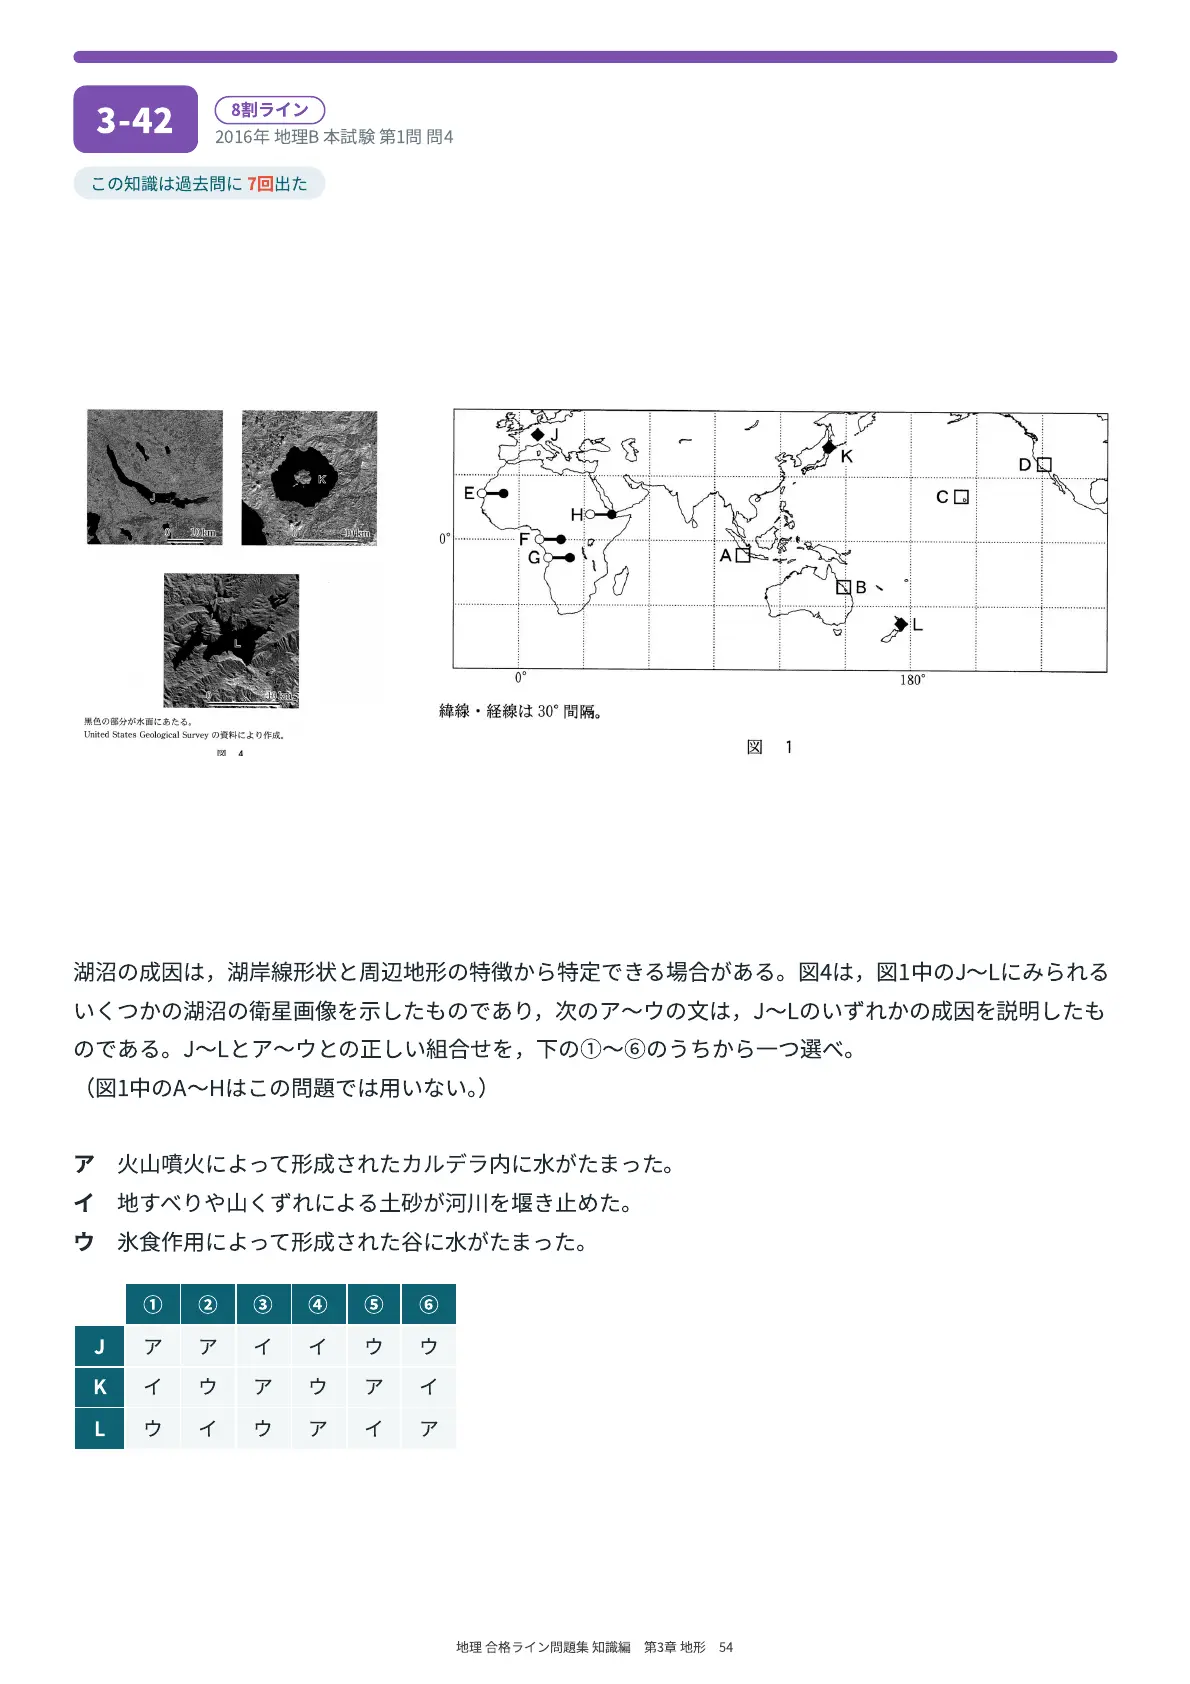 3-42
8割ライン
2016年 地理B 本試験 第1問 問4
この知識は過去問に 7回出た
J
0 10 km
K
0 10 km
L
0 10 km
黒色の部分が水面にあたる。
United States Geological Survey の資料により作成。
図 4
J
K
D
E
C
H
0°
F
A
G
B
L
0°
180°
緯線・経線は 30° 間隔。
図 1
湖沼の成因は，湖岸線形状と周辺地形の特徴から特定できる場合がある。図4は，図1中のJ～Lにみられる
いくつかの湖沼の衛星画像を示したものであり，次のア～ウの文は，J～Lのいずれかの成因を説明したも
のである。J～Lとア～ウとの正しい組合せを，下の①～⑥のうちから一つ選べ。
（図1中のA～Hはこの問題では用いない。）
ア 火山噴火によって形成されたカルデラ内に水がたまった。
イ 地すべりや山くずれによる土砂が河川を堰き止めた。
ウ 氷食作用によって形成された谷に水がたまった。
① ② ③ ④ ⑤ ⑥
J ア ア イ イ ウ ウ
K イ ウ ア ウ ア イ
L ウ イ ウ ア イ ア
地理 合格ライン問題集 知識編 第3章 地形 54